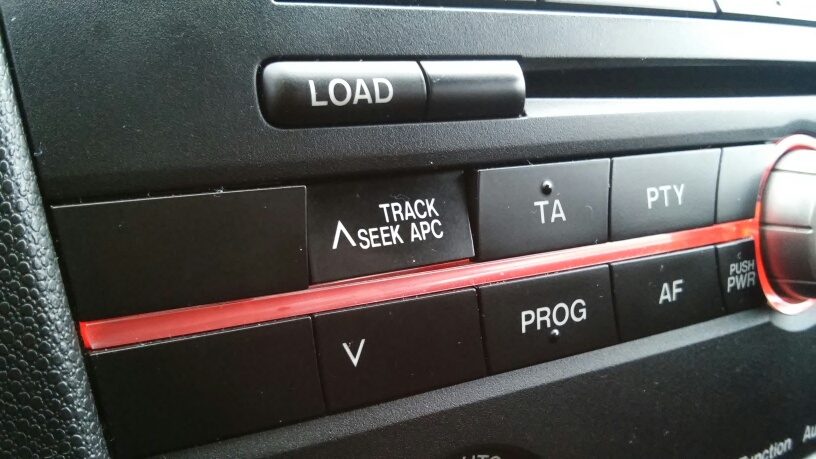 LOAD
TRACK
SEEK APC
TA
PTY
PUSH
PWR
PROG
AF